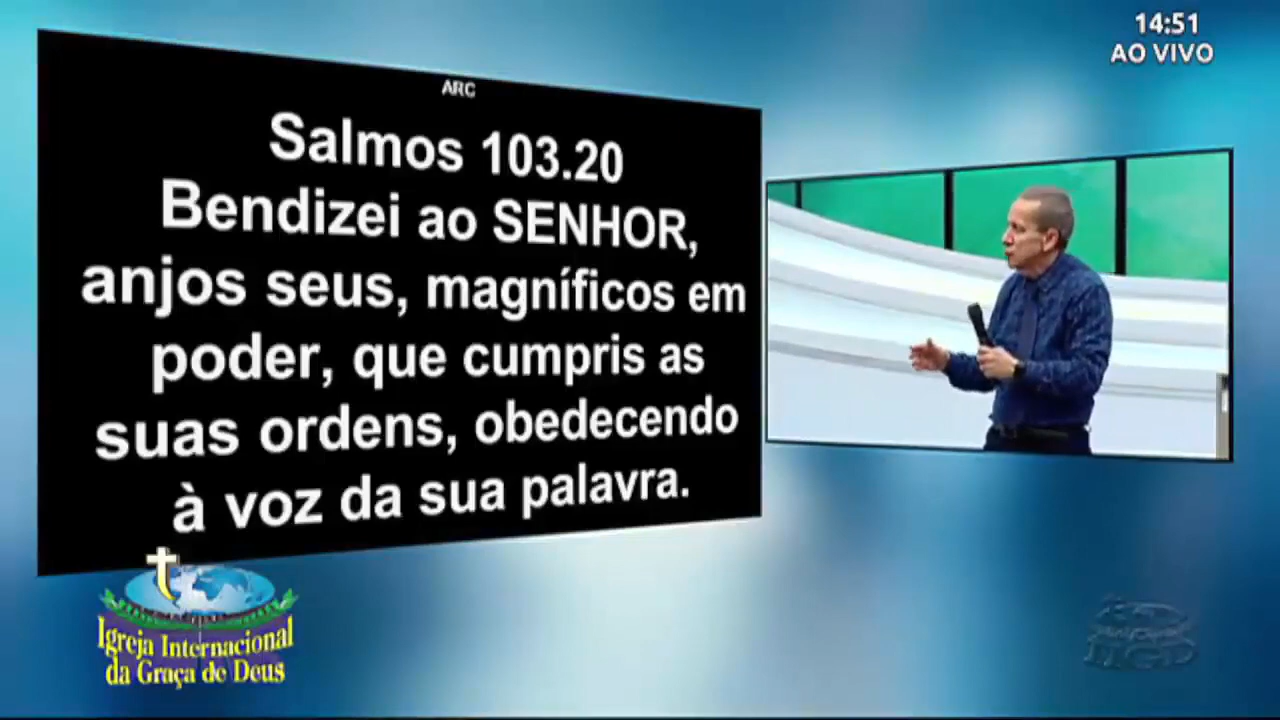 14:51
AO VIVO
ARC
Salmos 103.20
Bendizei ao SENHOR,
anjos seus, magníficos em
poder, que cumpris as
suas ordens, obedecendo
à voz da sua palavra.
Igreja Internacional
da Graça de Deus